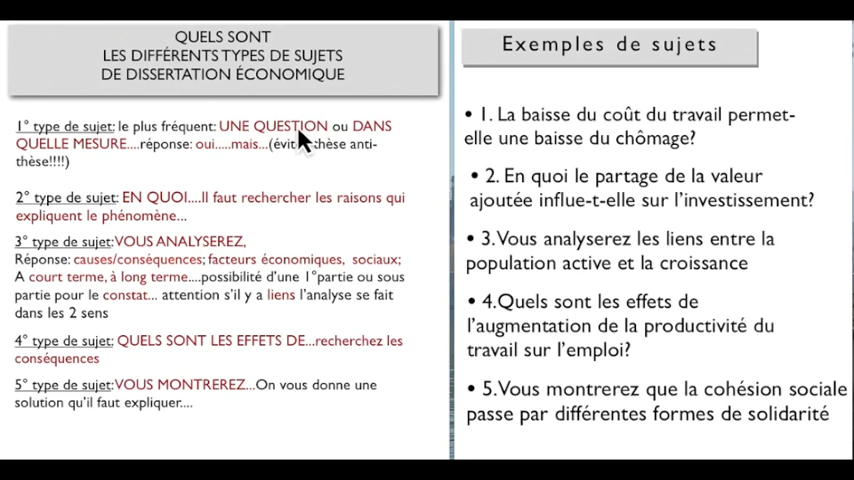 QUELS SONT
LES DIFFÉRENTS TYPES DE SUJETS
DE DISSERTATION ÉCONOMIQUE
1° type de sujet: le plus fréquent: UNE QUESTION ou DANS
QUELLE MESURE....réponse: oui.....mais...(évit thèse anti-
thèse!!!!)
2° type de sujet: EN QUOI....Il faut rechercher les raisons qui
expliquent le phénomène...
3° type de sujet:VOUS ANALYSEREZ,
Réponse: causes/conséquences; facteurs économiques, sociaux;
A court terme, à long terme....possibilité d'une 1°partie ou sous
partie pour le constat... attention s'il y a liens l'analyse se fait
dans les 2 sens
4° type de sujet: QUELS SONT LES EFFETS DE...recherchez les
conséquences
5° type de sujet:VOUS MONTREREZ...On vous donne une
solution qu'il faut expliquer....
Exemples de sujets
• 1. La baisse du coût du travail permet-
elle une baisse du chômage?
• 2. En quoi le partage de la valeur
ajoutée influe-t-elle sur l'investissement?
• 3.Vous analyserez les liens entre la
population active et la croissance
• 4.Quels sont les effets de
l'augmentation de la productivité du
travail sur l'emploi?
• 5.Vous montrerez que la cohésion sociale
passe par différentes formes de solidarité